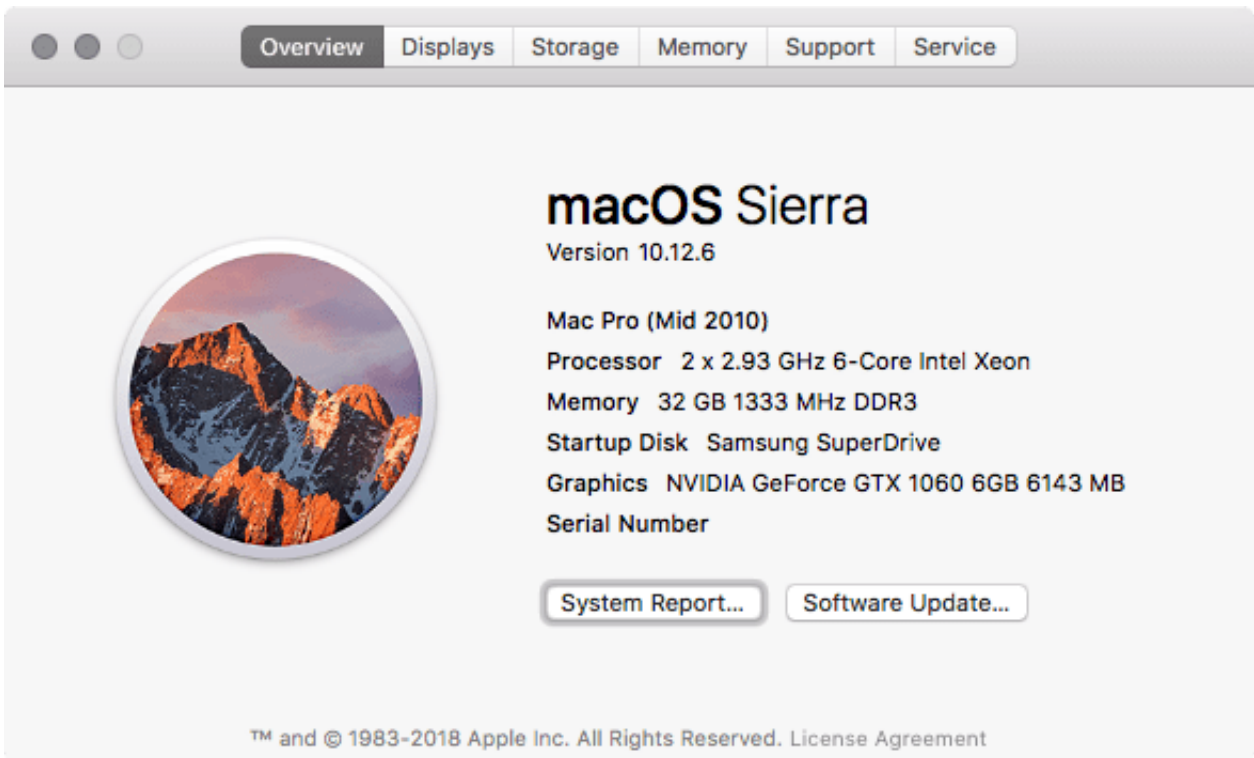 Overview Displays Storage Memory Support Service
macOS Sierra
Version 10.12.6
Mac Pro (Mid 2010)
Processor 2 x 2.93 GHz 6-Core Intel Xeon
Memory 32 GB 1333 MHz DDR3
Startup Disk Samsung SuperDrive
Graphics NVIDIA GeForce GTX 1060 6GB 6143 MB
Serial Number
System Report... Software Update...
™ and © 1983-2018 Apple Inc. All Rights Reserved. License Agreement